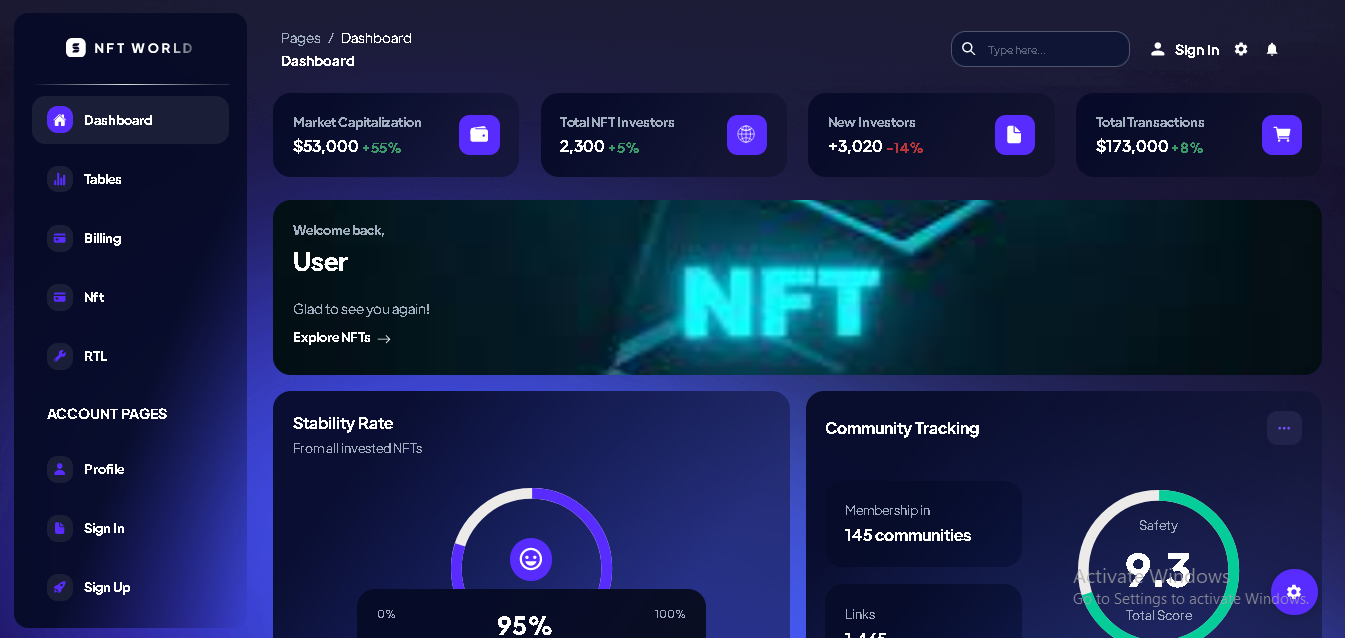 NFT WORLD
Dashboard
Tables
Billing
Nft
RTL
ACCOUNT PAGES
Profile
Sign In
Sign Up
Pages / Dashboard
Dashboard
Type here...
Sign In
Market Capitalization
$53,000 +55%
Total NFT Investors
2,300 +5%
New Investors
+3,020 -14%
Total Transactions
$173,000 +8%
Welcome back,
User
Glad to see you again!
Explore NFTs →
NFT
Stability Rate
From all invested NFTs
0%
95%
100%
Community Tracking
...
Membership in
145 communities
Links
1,465
Safety
9.3
Total Score
Activate Windows
Go to Settings to activate Windows.